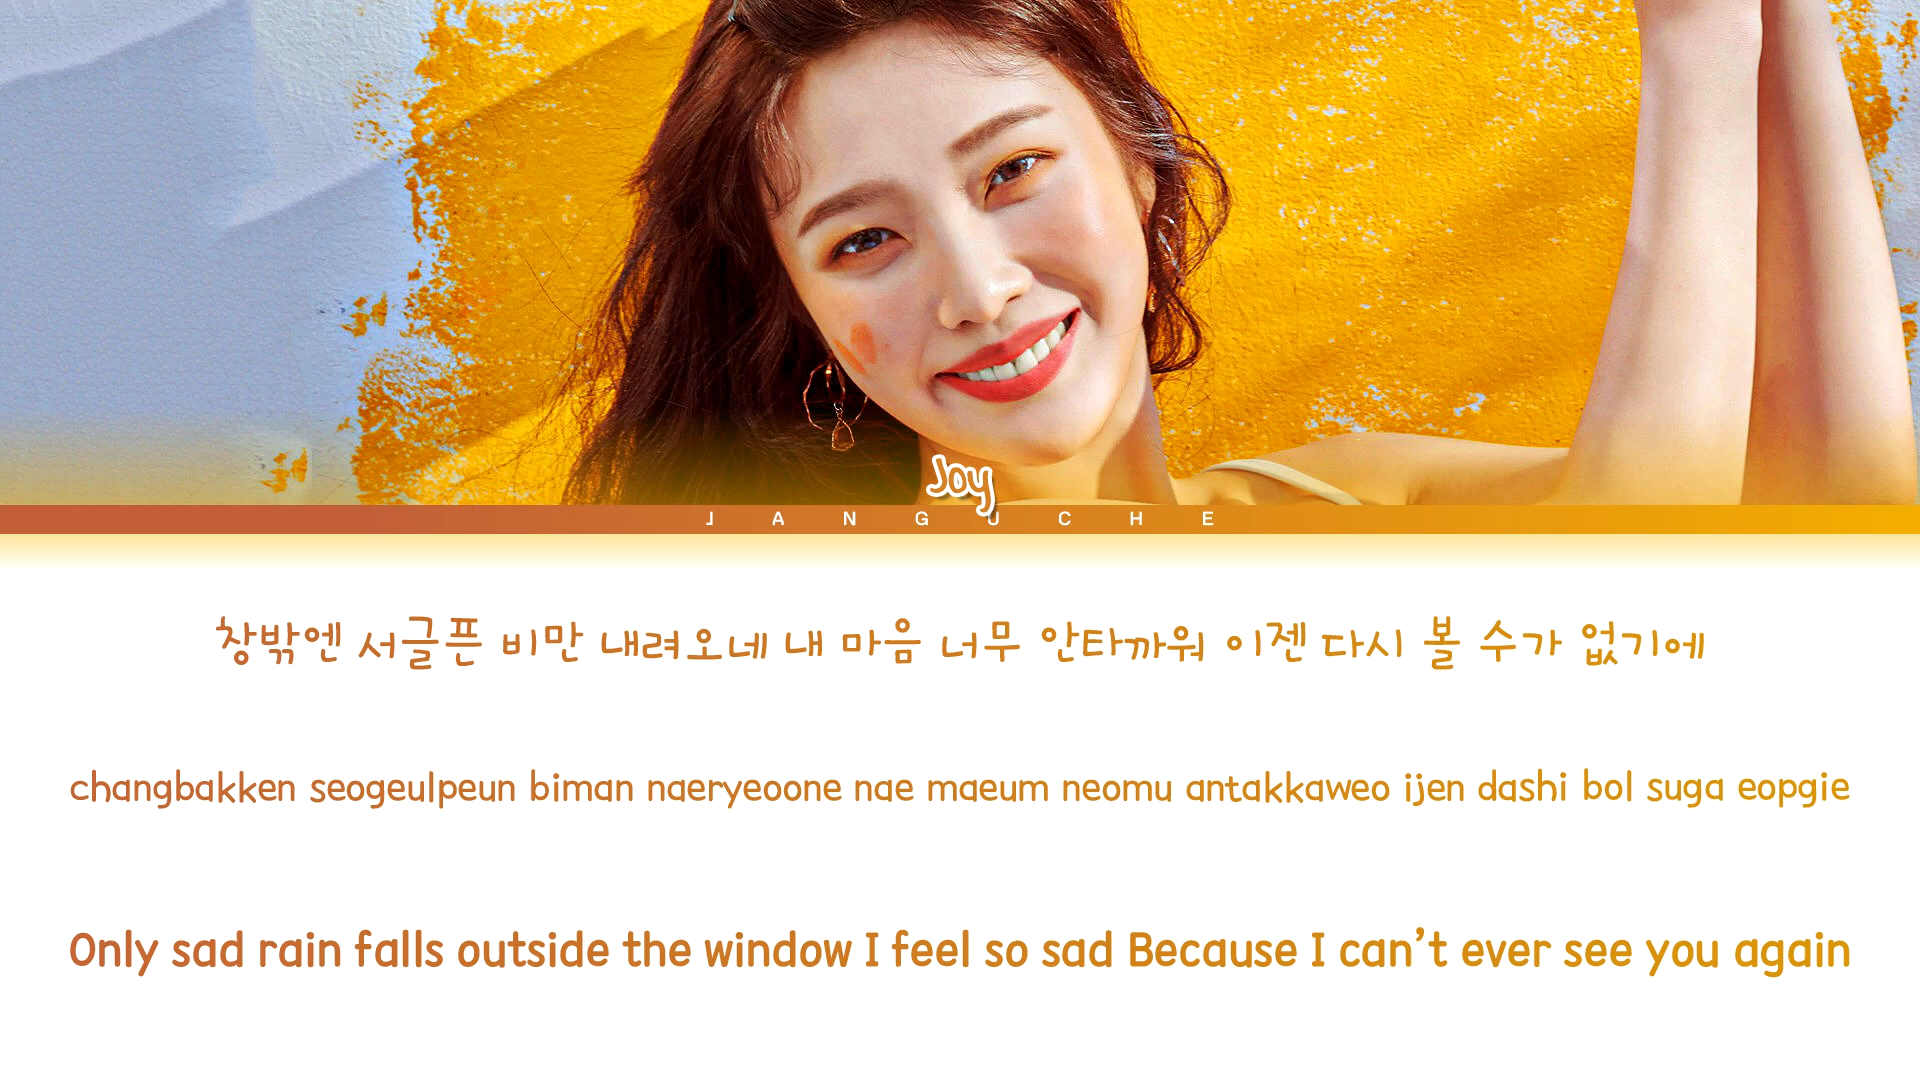 Joy
JANGUCHE
창밖엔 서글픈 비만 내려오네 내 마음 너무 안타까워 이젠 다시 볼 수가 없기에
changbakken seogeulpeun biman naeryeoone nae maeum neomu antakkaweo ijen dashi bol suga eopgie
Only sad rain falls outside the window I feel so sad Because I can’t ever see you again